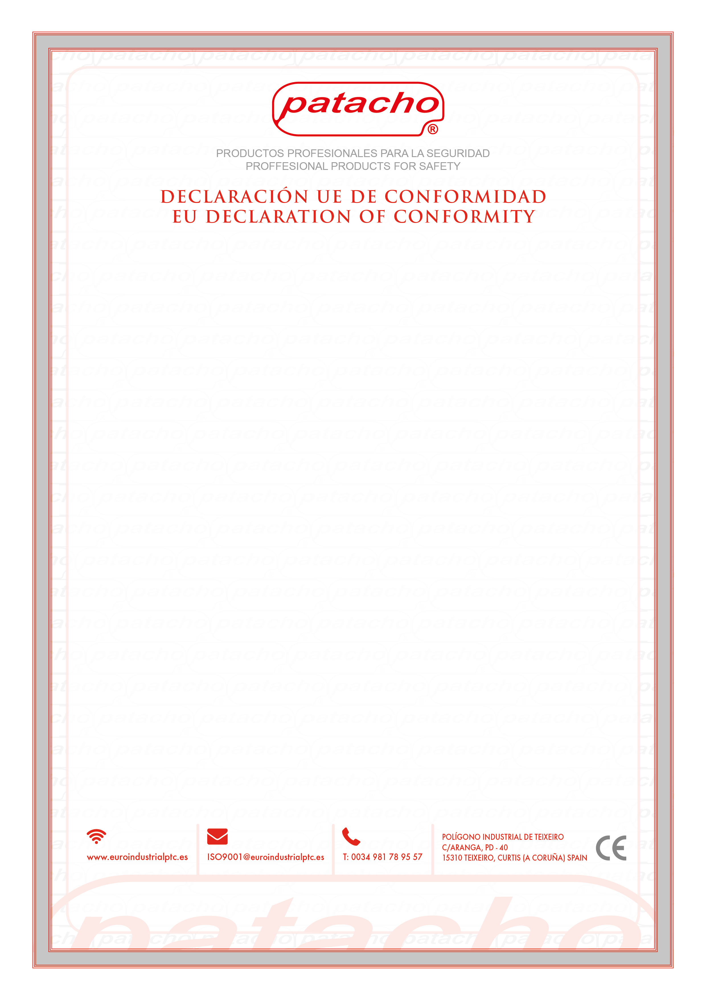 patacho
®
PRODUCTOS PROFESIONALES PARA LA SEGURIDAD
PROFFESIONAL PRODUCTS FOR SAFETY
DECLARACIÓN UE DE CONFORMIDAD
EU DECLARATION OF CONFORMITY
www.euroindustrialptc.es
ISO9001@euroindustrialptc.es
T: 0034 981 78 95 57
POLÍGONO INDUSTRIAL DE TEIXEIRO
C/ARANGA, PD - 40
15310 TEIXEIRO, CURTIS (A CORUÑA) SPAIN
CE
patacho